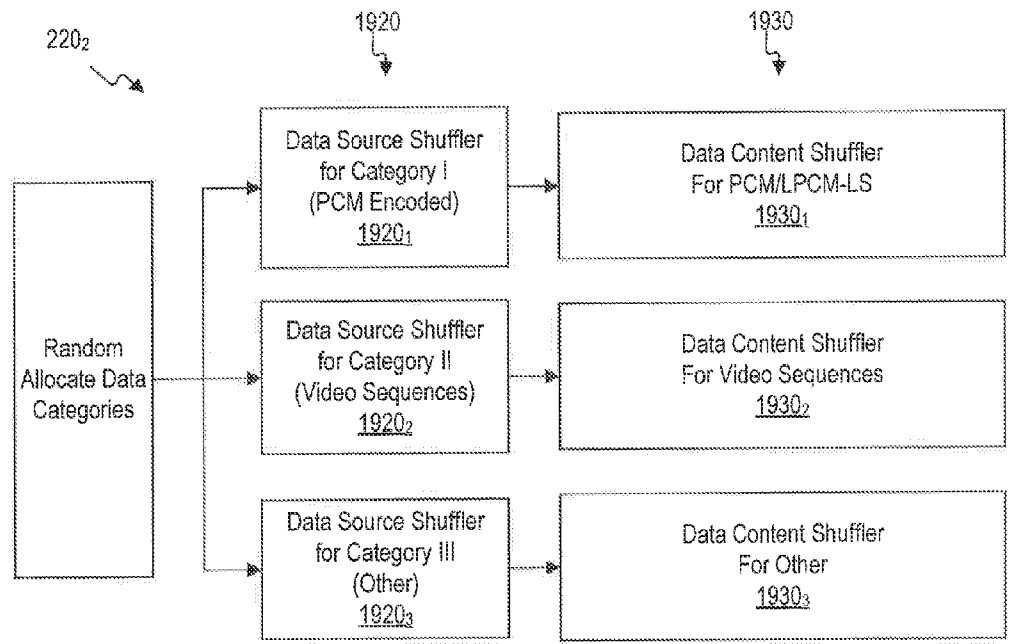 220₂
1920
1930
Random
Allocate Data
Categories
Data Source Shuffler
for Category I
(PCM Encoded)
1920₁
Data Content Shuffler
For PCM/LPCM-LS
1930₁
Data Source Shuffler
for Category II
(Video Sequences)
1920₂
Data Content Shuffler
For Video Sequences
1930₂
Data Source Shuffler
for Category III
(Other)
1920₃
Data Content Shuffler
For Other
1930₃